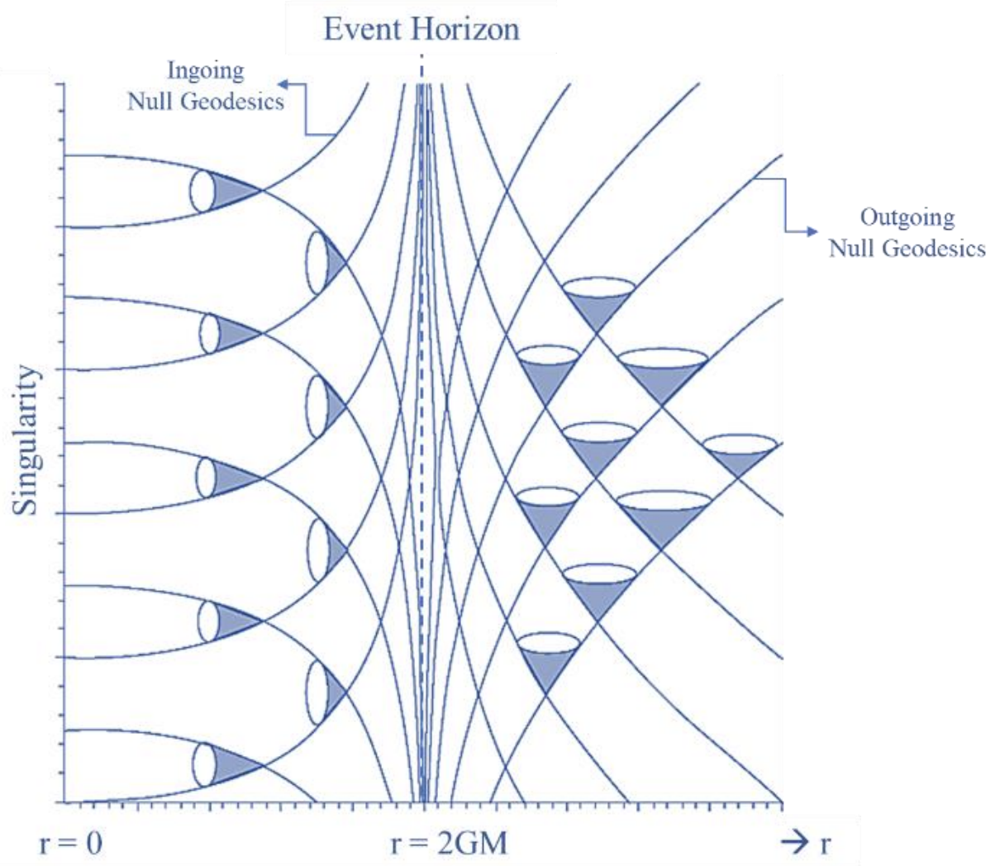 Event Horizon
Ingoing
Null Geodesics
Outgoing
Null Geodesics
Singularity
r = 0
r = 2GM
→ r